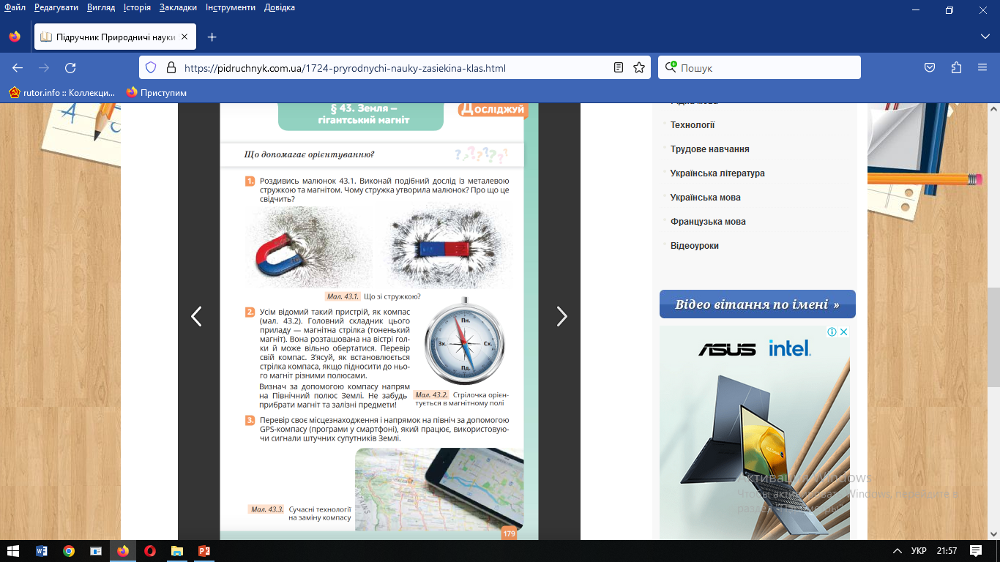 Файл Редагувати Вигляд Історія Закладки Інструменти Довідка
Підручник Природничі науки
https://pidruchnyk.com.ua/1724-pryrodnychi-nauky-zasiekina-klas.html
Пошук
rutor.info :: Коллекци... Приступим
§ 43. Земля –
гігантський магніт
Досліджуй
Що допомагає орієнтуванню?
1. Роздивись малюнок 43.1. Виконай подібний дослід із металевою
стружкою та магнітом. Чому стружка утворила малюнок? Про що це
свідчить?
Мал. 43.1. Що зі стружкою?
2. Усім відомий такий пристрій, як компас
(мал. 43.2). Головний складник цього
приладу — магнітна стрілка (тоненький
магніт). Вона розташована на вістрі гол-
ки й може вільно обертатися. Перевір
свій компас. З’ясуй, як встановлюється
стрілка компаса, якщо підносити до ньо-
го магніт різними полюсами.
Визнач за допомогою компасу напрям
на Північний полюс Землі. Не забудь
прибрати магніт та залізні предмети!
Пн.
Зх. Сх.
Пд.
Мал. 43.2. Стрілочка орієн-
тується в магнітному полі
3. Перевір своє місцезнаходження і напрямок на північ за допомогою
GPS-компасу (програми у смартфоні), який працює, використовую-
чи сигнали штучних супутників Землі.
Мал. 43.3. Сучасні технології
на заміну компасу
179
Технології
Трудове навчання
Українська література
Українська мова
Французька мова
Відеоуроки
Відео вітання по імені »
ASUS intel.
Активация Windows
Чтобы активировать Windows, перейдите в
раздел "Параметры".
УКР 21:57